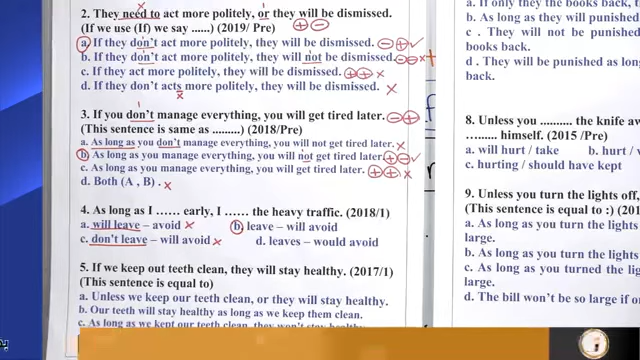 2. They need to act more politely, or they will be dismissed.
(If we use (If) we say ......) (2019/ Pre)
a. If they don't act more politely, they will be dismissed.
b. If they don't act more politely, they will not be dismissed.
c. If they act more politely, they will be dismissed.
d. If they don't acts more politely, they will be dismissed.
3. If you don't manage everything, you will get tired later.
(This sentence is same as .........) (2018/Pre)
a. As long as you don't manage everything, you will not get tired later.
b. As long as you manage everything, you will not get tired later.
c. As long as you manage everything, you will get tired later.
d. Both (A , B) .
4. As long as I ...... early, I ...... the heavy traffic. (2018/1)
a. will leave – will avoid b. leave – will avoid
c. don't leave – will avoid d. leaves – would avoid
5. If we keep out teeth clean, they will stay healthy. (2017/1)
(This sentence is equal to)
a. Unless we keep our teeth clean, or they will stay healthy.
b. Our teeth will stay healthy as long as we keep them clean.
c. As long as we kept our teeth clean, they won't stay healthy.
a. If only they the books back, t
b. As long as they will punished
c . They will not be punished
books back.
d . They will be punished as long
back.
8. Unless you .......... the knife aw
.......... himself. (2015 /Pre)
a. will hurt / take b. hurt / w
c. hurting / should have kept
9. Unless you turn the lights off,
(This sentence is equal to :) (201
a. As long as you turn the lights
large.
b. As long as you turn the lights
c. As long as you turned the lig
large.
d. The bill won't be so large if o